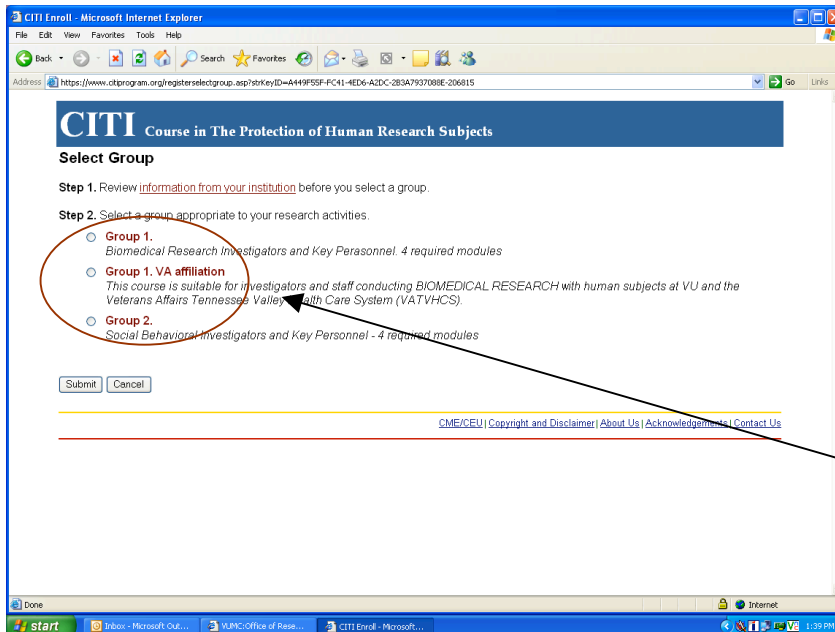 CITI Enroll - Microsoft Internet Explorer
File Edit View Favorites Tools Help
Back Search Favorites
Address https://www.citiprogram.org/registerselectgroup.asp?strKeyID=A449F55F-FC41-4ED6-A2DC-2B3A7937088E-206815 Go Links
CITI Course in The Protection of Human Research Subjects
Select Group
Step 1. Review information from your institution before you select a group.
Step 2. Select a group appropriate to your research activities.
Group 1.
Biomedical Research Investigators and Key Perasonnel. 4 required modules
Group 1. VA affiliation
This course is suitable for investigators and staff conducting BIOMEDICAL RESEARCH with human subjects at VU and the
Veterans Affairs Tennessee Valley Health Care System (VATVHCS).
Group 2.
Social Behavioral Investigators and Key Personnel - 4 required modules
Submit Cancel
CME/CEU | Copyright and Disclaimer | About Us | Acknowledgements | Contact Us
Done Internet
start Inbox - Microsoft Out... VUMC:Office of Rese... CITI Enroll - Microsoft... 1:39 PM